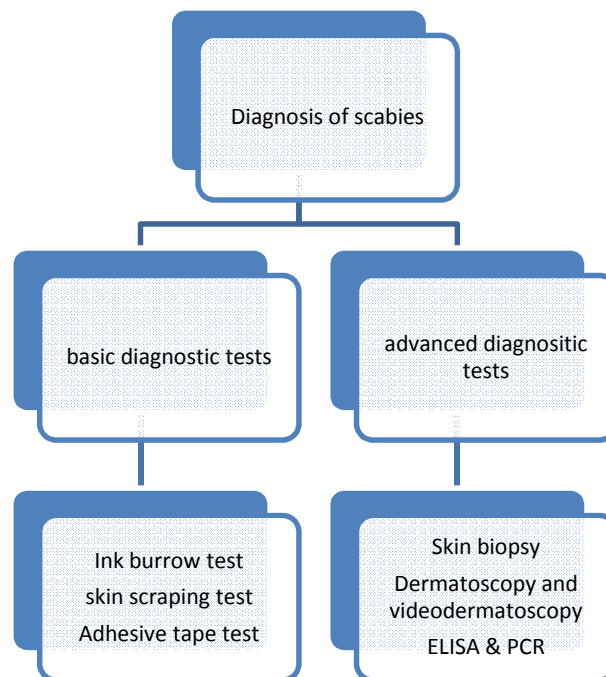 Diagnosis of scabies
basic diagnostic tests
advanced diagnositic
tests
Ink burrow test
skin scraping test
Adhesive tape test
Skin biopsy
Dermatoscopy and
videodermatoscopy
ELISA & PCR